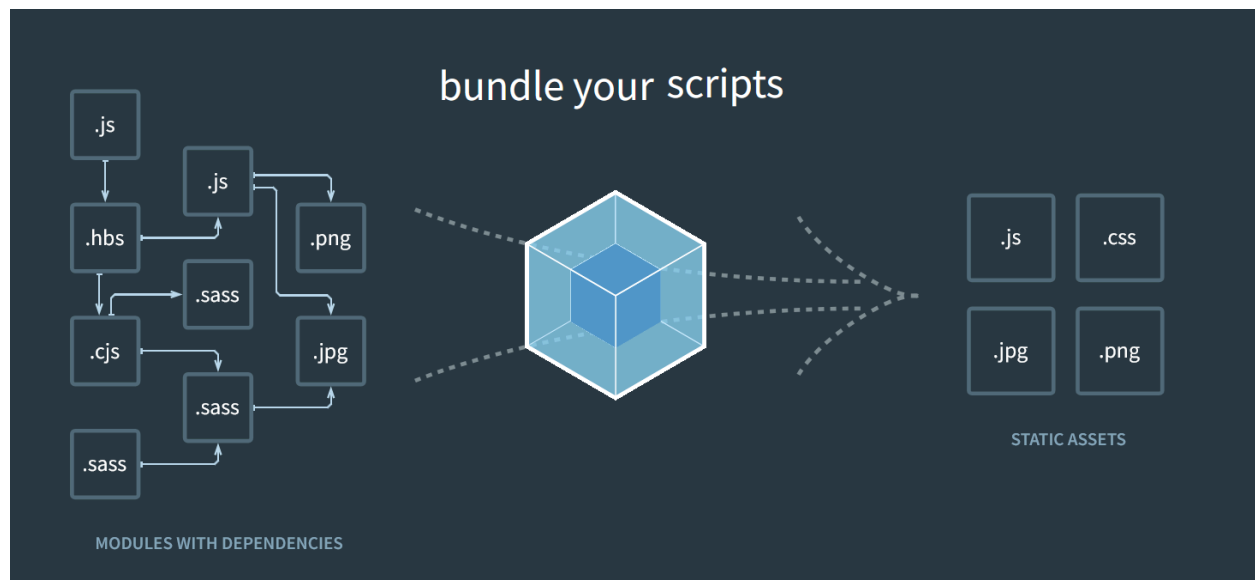 bundle your scripts
.js
.js
.hbs
.png
.sass
.cjs
.jpg
.sass
.sass
MODULES WITH DEPENDENCIES
.js
.css
.jpg
.png
STATIC ASSETS